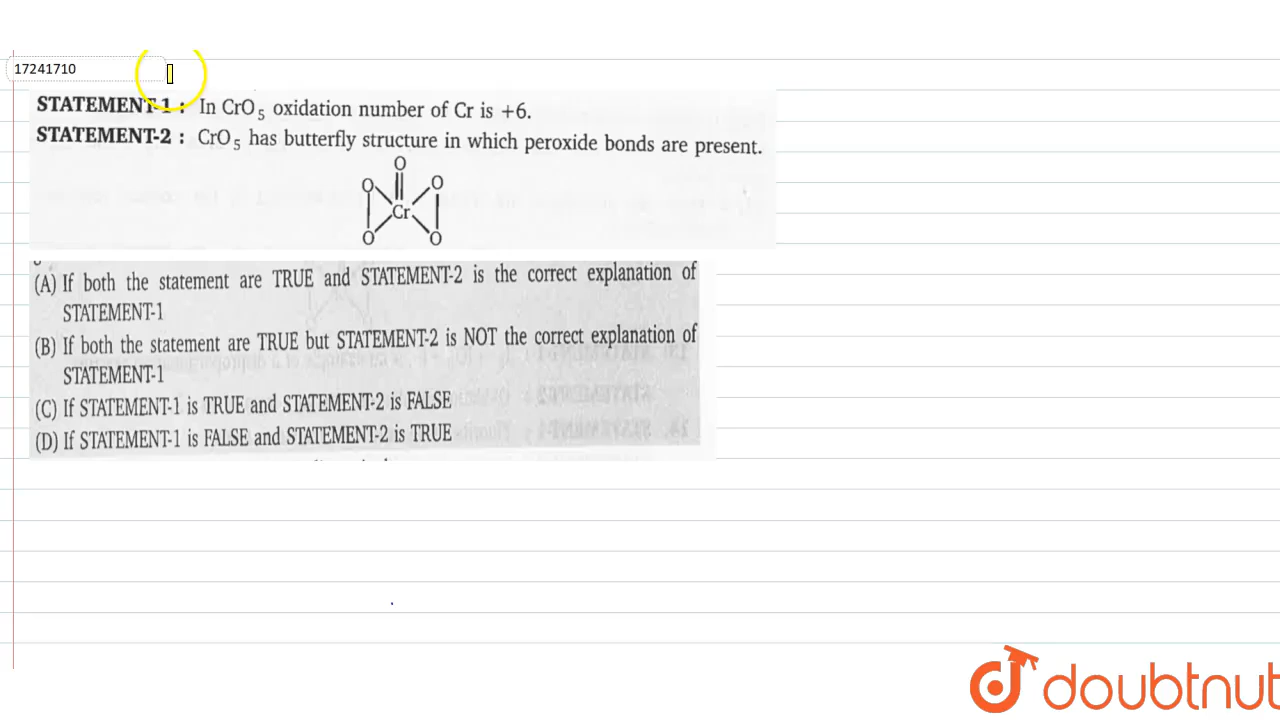 17241710
STATEMENT-1 : In CrO5 oxidation number of Cr is +6.
STATEMENT-2 : CrO5 has butterfly structure in which peroxide bonds are present.
O
O O
Cr
O O
(A) If both the statement are TRUE and STATEMENT-2 is the correct explanation of
STATEMENT-1
(B) If both the statement are TRUE but STATEMENT-2 is NOT the correct explanation of
STATEMENT-1
(C) If STATEMENT-1 is TRUE and STATEMENT-2 is FALSE
(D) If STATEMENT-1 is FALSE and STATEMENT-2 is TRUE
doubtnut